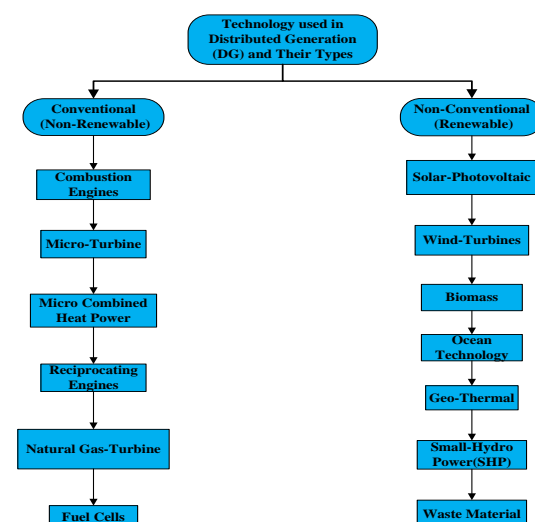 Technology used in
Distributed Generation
(DG) and Their Types
Conventional
(Non-Renewable)
Combustion
Engines
Micro-Turbine
Micro Combined
Heat Power
Reciprocating
Engines
Natural Gas-Turbine
Fuel Cells
Non-Conventional
(Renewable)
Solar-Photovoltaic
Wind-Turbines
Biomass
Ocean
Technology
Geo-Thermal
Small-Hydro
Power(SHP)
Waste Material